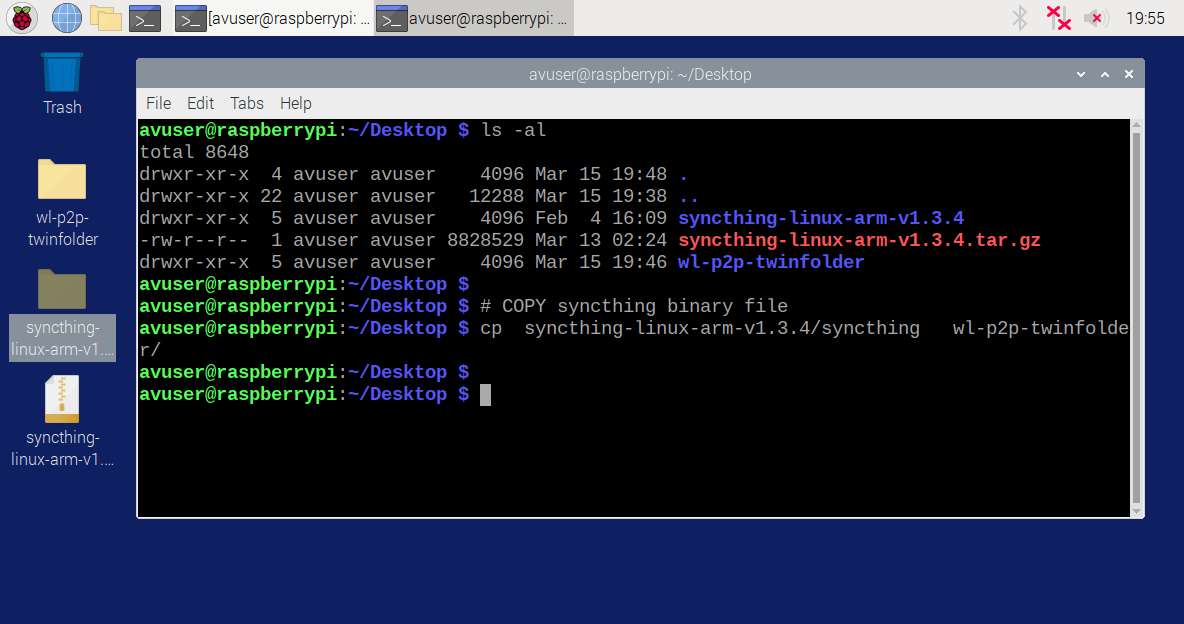 [avuser@raspberrypi: ...
avuser@raspberrypi: ...
19:55
Trash
wl-p2p-
twinfolder
syncthing-
linux-arm-v1....
syncthing-
linux-arm-v1....
avuser@raspberrypi: ~/Desktop
File Edit Tabs Help
avuser@raspberrypi:~/Desktop $ ls -al
total 8648
drwxr-xr-x  4 avuser avuser    4096 Mar 15 19:48 .
drwxr-xr-x 22 avuser avuser   12288 Mar 15 19:38 ..
drwxr-xr-x  5 avuser avuser    4096 Feb  4 16:09 syncthing-linux-arm-v1.3.4
-rw-r--r--  1 avuser avuser 8828529 Mar 13 02:24 syncthing-linux-arm-v1.3.4.tar.gz
drwxr-xr-x  5 avuser avuser    4096 Mar 15 19:46 wl-p2p-twinfolder
avuser@raspberrypi:~/Desktop $
avuser@raspberrypi:~/Desktop $ # COPY syncthing binary file
avuser@raspberrypi:~/Desktop $ cp  syncthing-linux-arm-v1.3.4/syncthing   wl-p2p-twinfolde
r/
avuser@raspberrypi:~/Desktop $
avuser@raspberrypi:~/Desktop $